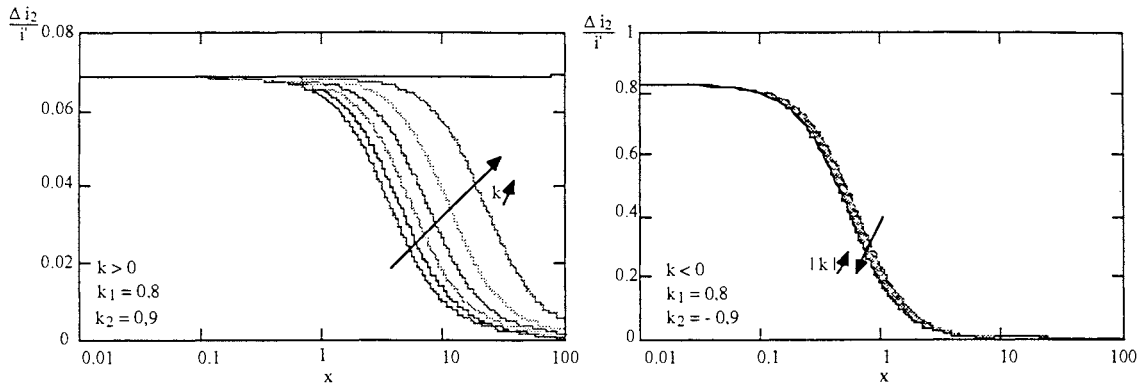 Δ i2
i'
0.08
0.06
0.04
0.02
0
k
k > 0
k1 = 0.8
k2 = 0,9
0.01 0.1 1 10 100
x
Δ i2
i'
1
0.8
0.6
0.4
0.2
0
| k |
k < 0
k1 = 0.8
k2 = - 0.9
0.01 0.1 1 10 100
x